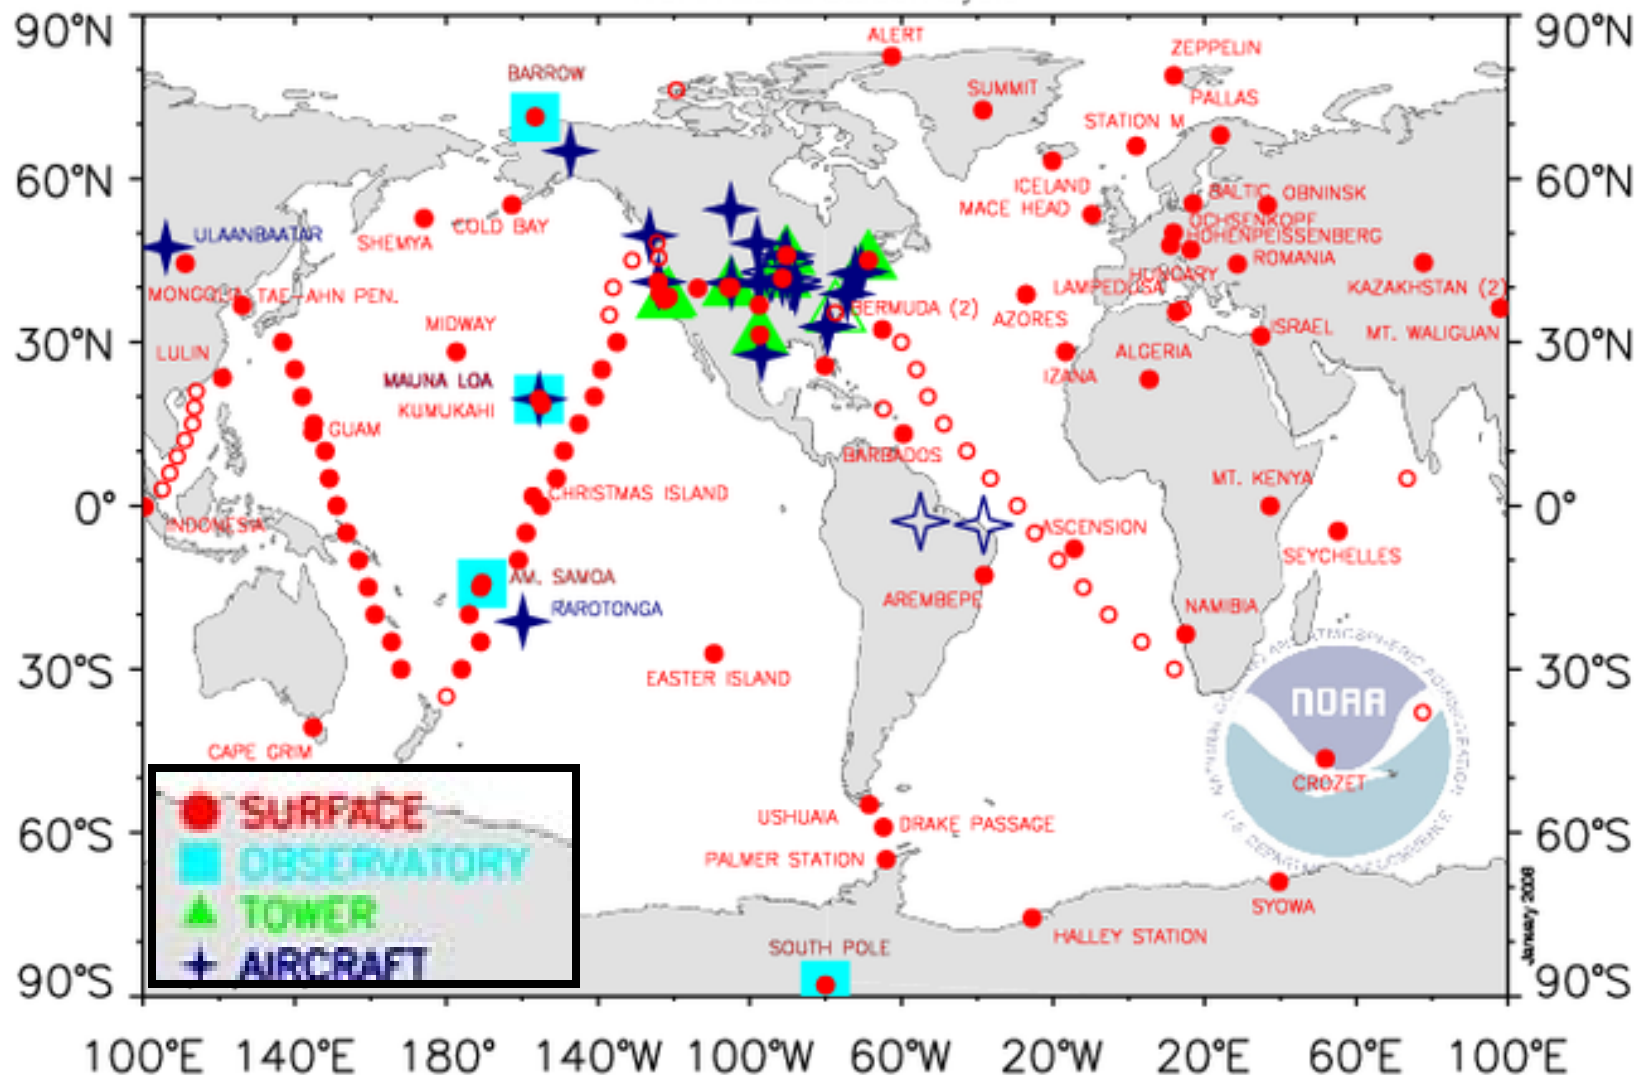 90°N
90°N
ALERT
ZEPPELIN
BARROW
SUMMIT
PALLAS
STATION M
60°N
60°N
ICELAND
BALTIC
OBNINSK
MACE HEAD
OCHSENKOPF
ULAANBAATAR
COLD BAY
SHEMYA
HOHENPEISSENBERG
ROMANIA
HUNGARY
MONGOLIA
TAE-AHN PEN.
LAMPEDUSA
KAZAKHSTAN (2)
BERMUDA (2)
MIDWAY
AZORES
ISRAEL
MT. WALIGUAN
30°N
30°N
LULIN
ALGERIA
MAUNA LOA
IZANA
KUMUKAHI
GUAM
BARBADOS
MT. KENYA
CHRISTMAS ISLAND
0°
0°
INDONESIA
ASCENSION
SEYCHELLES
AM. SAMOA
AREMBEPE
RAROTONGA
NAMIBIA
30°S
30°S
EASTER ISLAND
NOAA
CAPE GRIM
CROZET
SURFACE
OBSERVATORY
TOWER
AIRCRAFT
USHUAIA
DRAKE PASSAGE
60°S
60°S
PALMER STATION
SYOWA
HALLEY STATION
SOUTH POLE
January 2008
90°S
90°S
100°E
140°E
180°
140°W
100°W
60°W
20°W
20°E
60°E
100°E